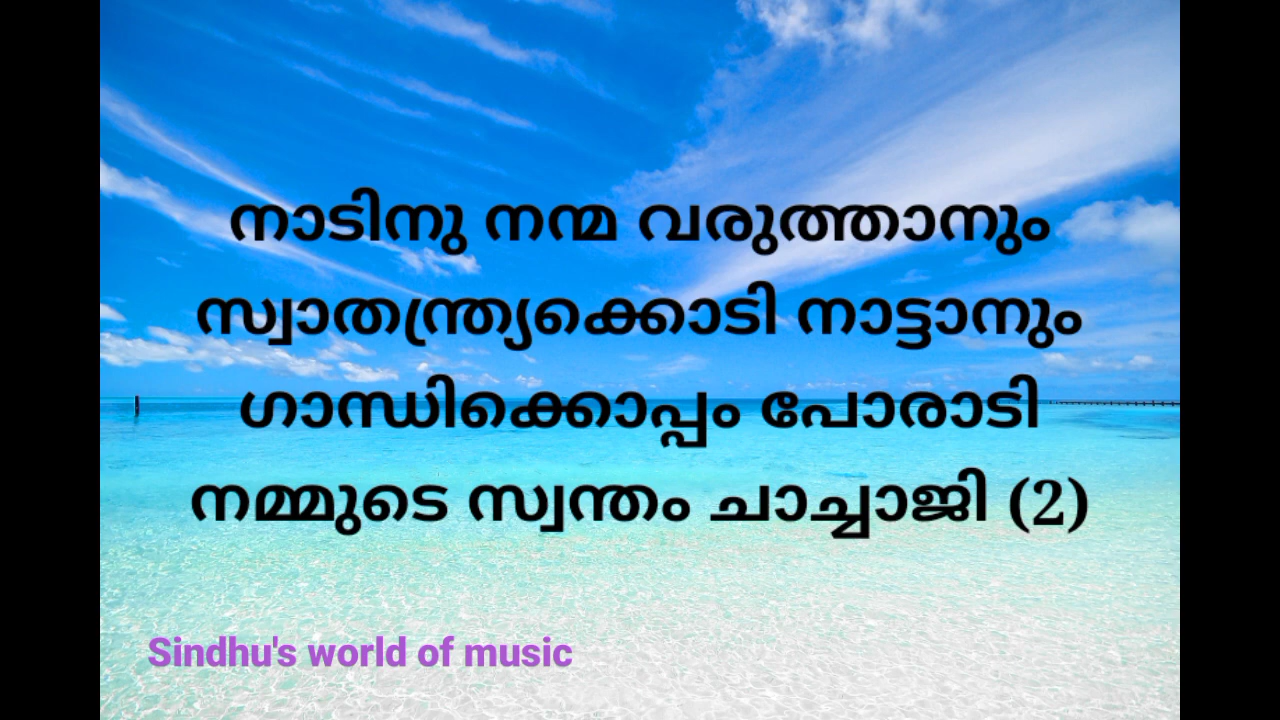 നാടിനു നന്മ വരുത്താനും
സ്വാതന്ത്ര്യക്കൊടി നാട്ടാനും
ഗാന്ധിക്കൊപ്പം പോരാടി
നമ്മുടെ സ്വന്തം ചാച്ചാജി (2)
Sindhu's world of music